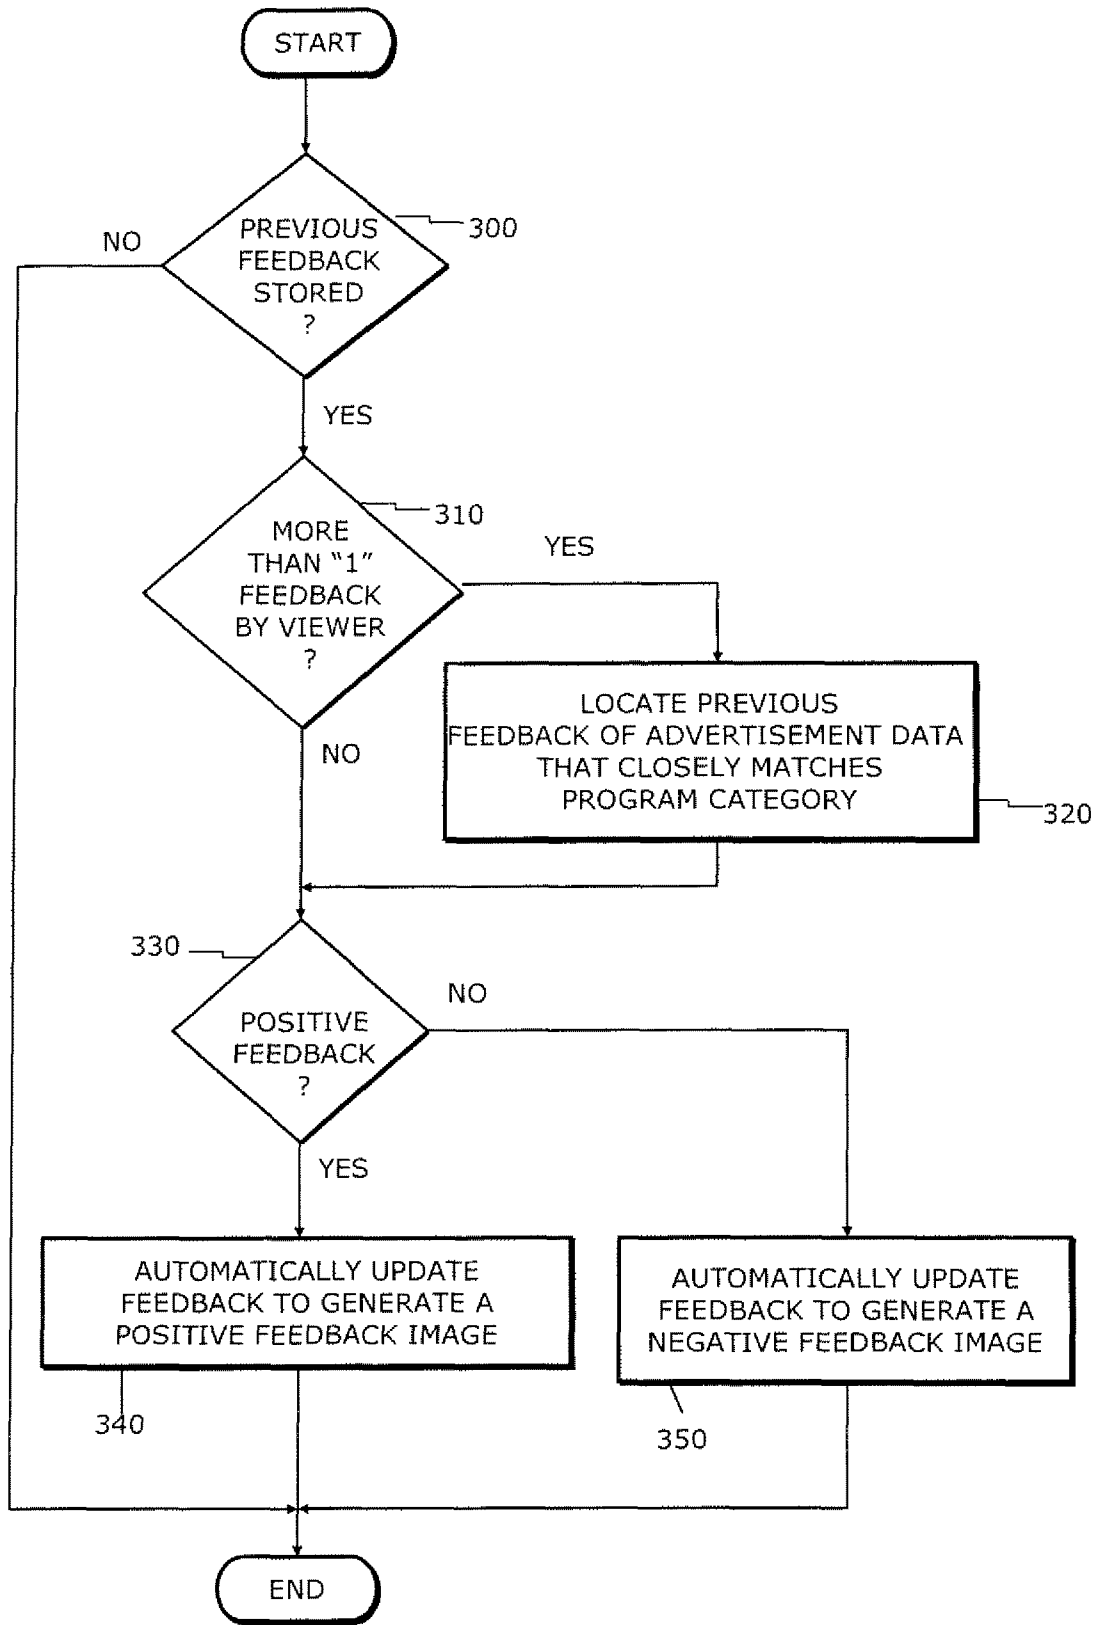 START
PREVIOUS
FEEDBACK
STORED
?
300
NO
YES
MORE
THAN “1”
FEEDBACK
BY VIEWER
?
310
YES
NO
LOCATE PREVIOUS
FEEDBACK OF ADVERTISEMENT DATA
THAT CLOSELY MATCHES
PROGRAM CATEGORY
320
330
POSITIVE
FEEDBACK
?
NO
YES
AUTOMATICALLY UPDATE
FEEDBACK TO GENERATE A
POSITIVE FEEDBACK IMAGE
340
AUTOMATICALLY UPDATE
FEEDBACK TO GENERATE A
NEGATIVE FEEDBACK IMAGE
350
END